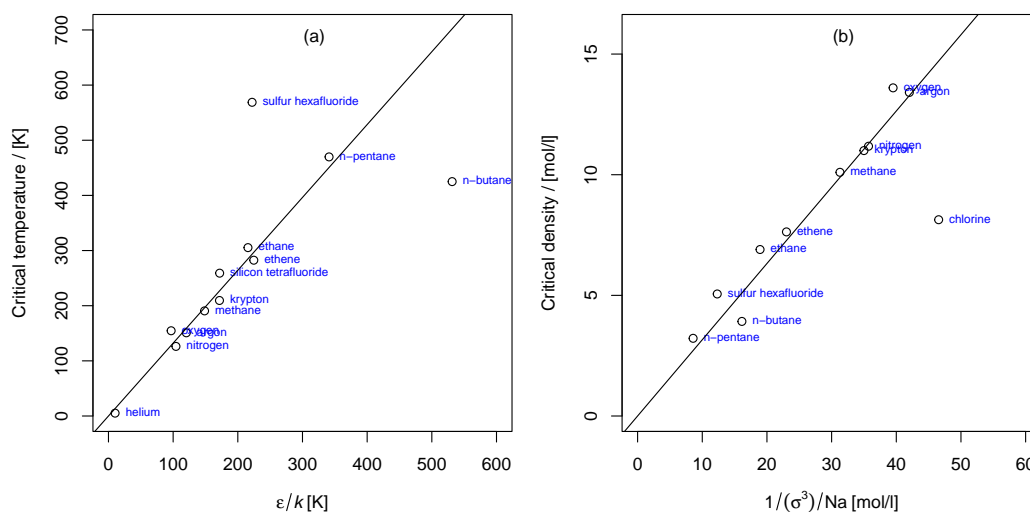 (a)
Critical temperature / [K]
700
600
500
400
300
200
100
0
sulfur hexafluoride
n−pentane
n−butane
ethane
ethene
silicon tetrafluoride
krypton
methane
oxygen
argon
nitrogen
helium
0 100 200 300 400 500 600
ε/k [K]
(b)
Critical density / [mol/l]
15
10
5
0
oxygen
argon
nitrogen
krypton
methane
chlorine
ethene
ethane
sulfur hexafluoride
n−butane
n−pentane
0 10 20 30 40 50 60
1/(σ³)/Na [mol/l]